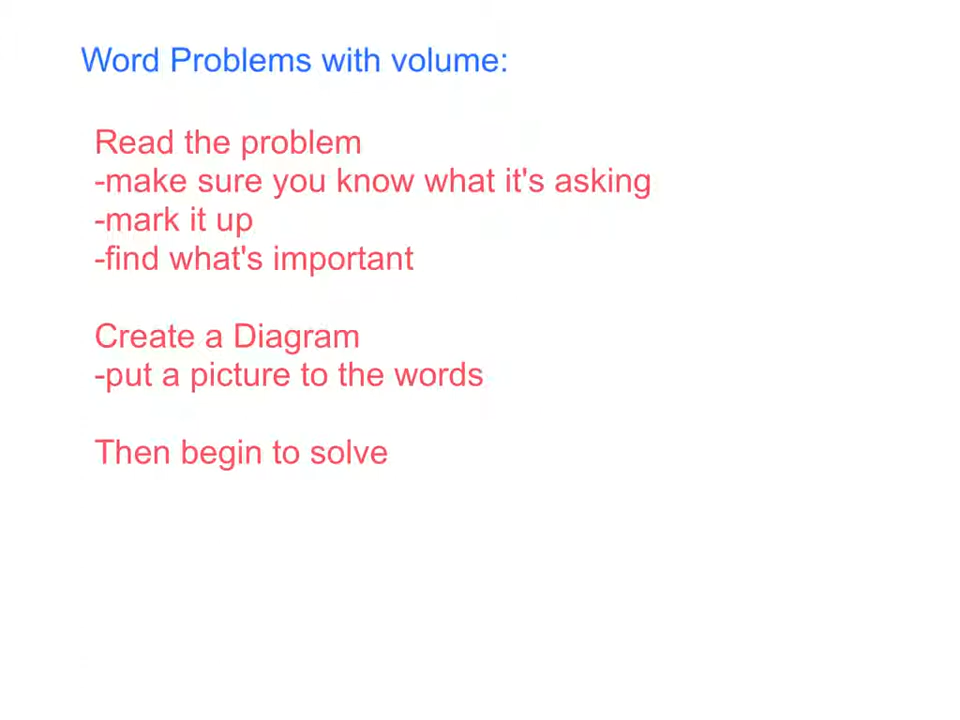 Word Problems with volume:
Read the problem
-make sure you know what it's asking
-mark it up
-find what's important
Create a Diagram
-put a picture to the words
Then begin to solve